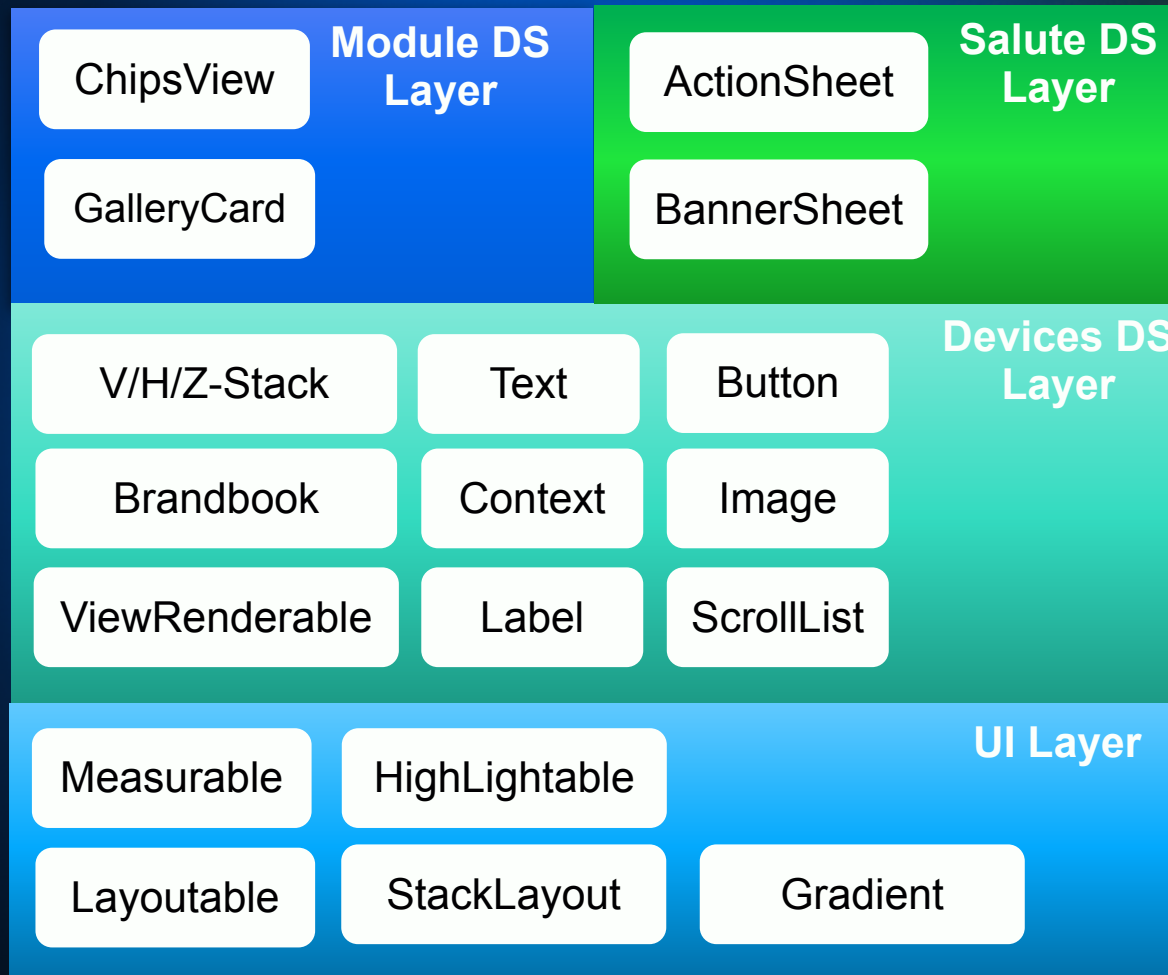 ChipsView
Module DS
Layer
GalleryCard
ActionSheet
Salute DS
Layer
BannerSheet
Devices DS
Layer
V/H/Z-Stack
Text
Button
Brandbook
Context
Image
ViewRenderable
Label
ScrollList
UI Layer
Measurable
HighLightable
Layoutable
StackLayout
Gradient